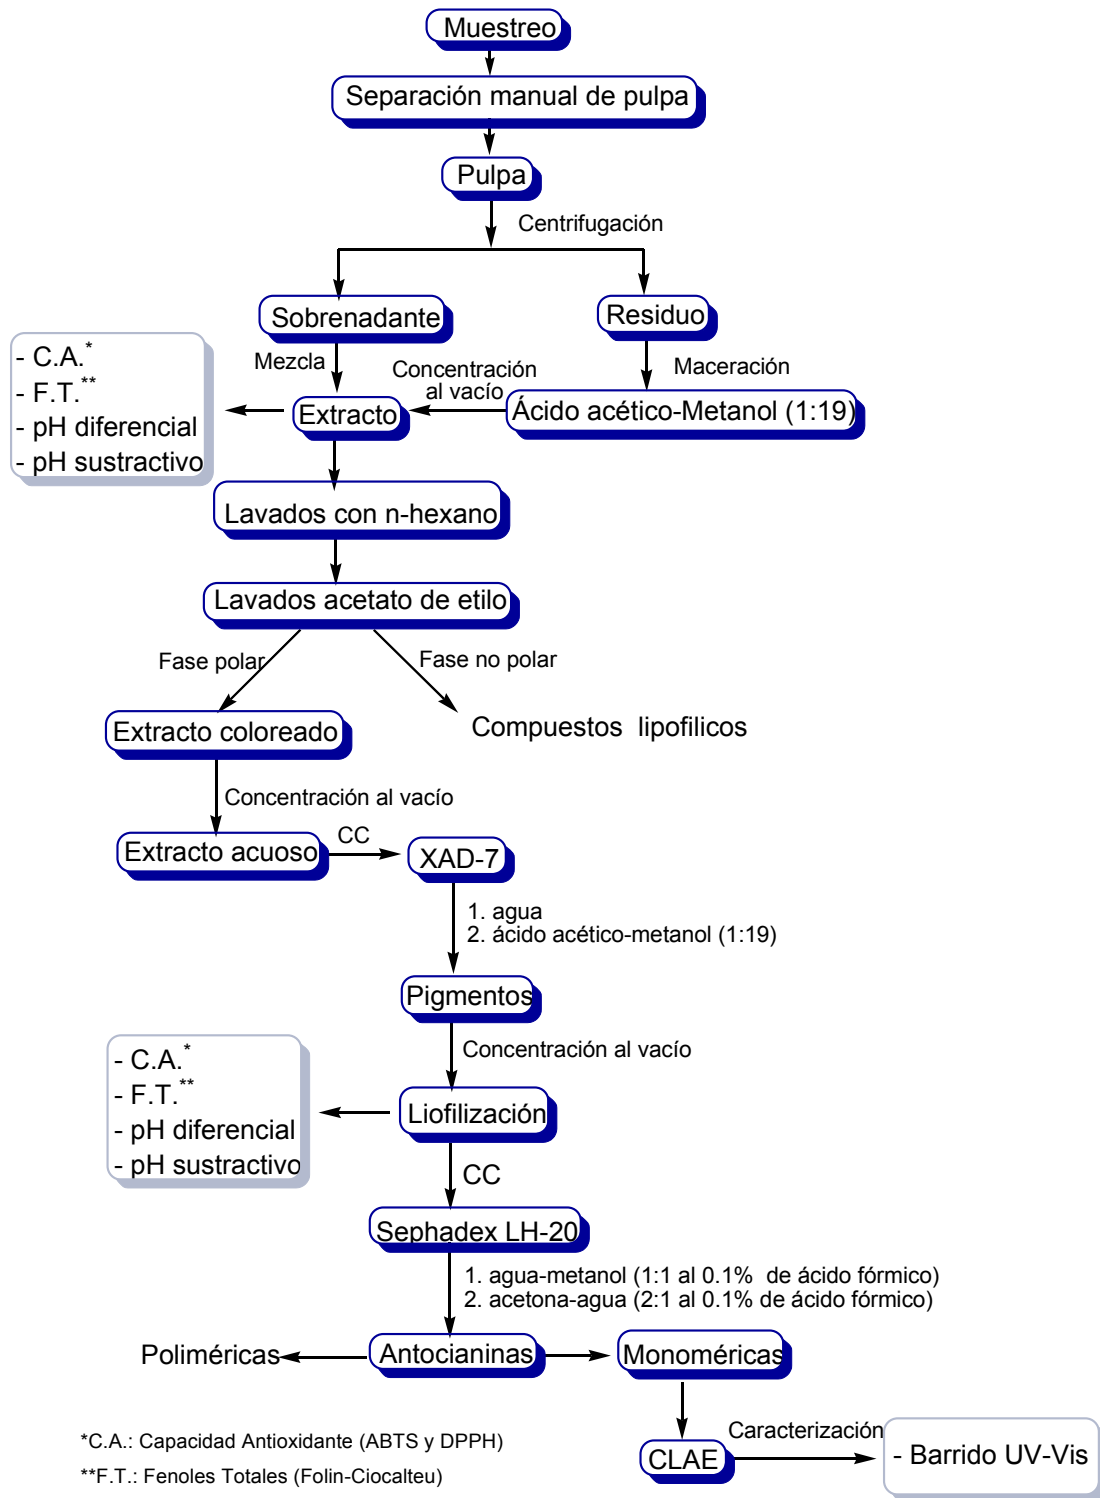 Muestreo
Separación manual de pulpa
Pulpa
Centrifugación
Sobrenadante
Residuo
Mezcla
Concentración
al vacío
Maceración
- C.A.*
- F.T.**
- pH diferencial
- pH sustractivo
Extracto
Ácido acético-Metanol (1:19)
Lavados con n-hexano
Lavados acetato de etilo
Fase polar
Fase no polar
Extracto coloreado
Compuestos lipofilicos
Concentración al vacío
Extracto acuoso
CC
XAD-7
1. agua
2. ácido acético-metanol (1:19)
Pigmentos
Concentración al vacío
- C.A.*
- F.T.**
- pH diferencial
- pH sustractivo
Liofilización
CC
Sephadex LH-20
1. agua-metanol (1:1 al 0.1% de ácido fórmico)
2. acetona-agua (2:1 al 0.1% de ácido fórmico)
Poliméricas
Antocianinas
Monoméricas
Caracterización
CLAE
- Barrido UV-Vis
*C.A.: Capacidad Antioxidante (ABTS y DPPH)
**F.T.: Fenoles Totales (Folin-Ciocalteu)